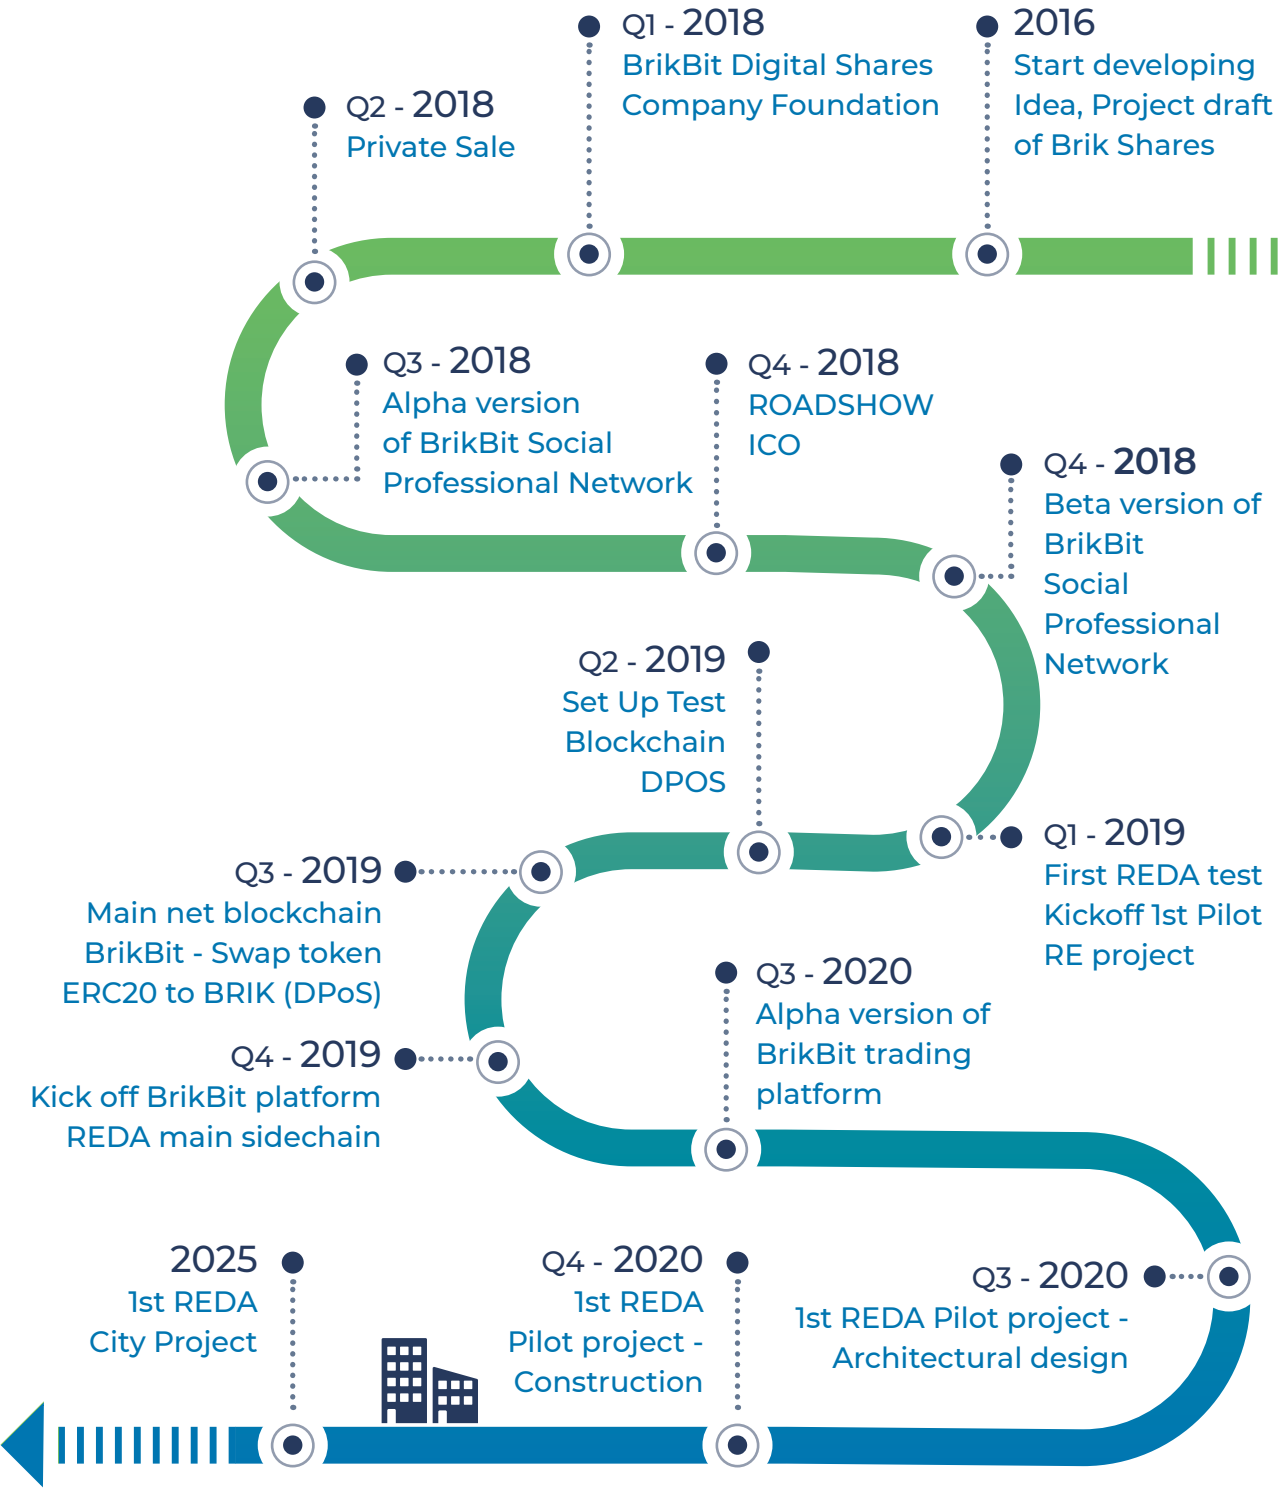 2016
Start developing
Idea, Project draft
of Brik Shares
Q1 - 2018
BrikBit Digital Shares
Company Foundation
Q2 - 2018
Private Sale
Q3 - 2018
Alpha version
of BrikBit Social
Professional Network
Q4 - 2018
ROADSHOW
ICO
Q4 - 2018
Beta version of
BrikBit
Social
Professional
Network
Q1 - 2019
First REDA test
Kickoff 1st Pilot
RE project
Q2 - 2019
Set Up Test
Blockchain
DPOS
Q3 - 2019
Main net blockchain
BrikBit - Swap token
ERC20 to BRIK (DPoS)
Q4 - 2019
Kick off BrikBit platform
REDA main sidechain
Q3 - 2020
Alpha version of
BrikBit trading
platform
Q3 - 2020
1st REDA Pilot project -
Architectural design
Q4 - 2020
1st REDA
Pilot project -
Construction
2025
1st REDA
City Project